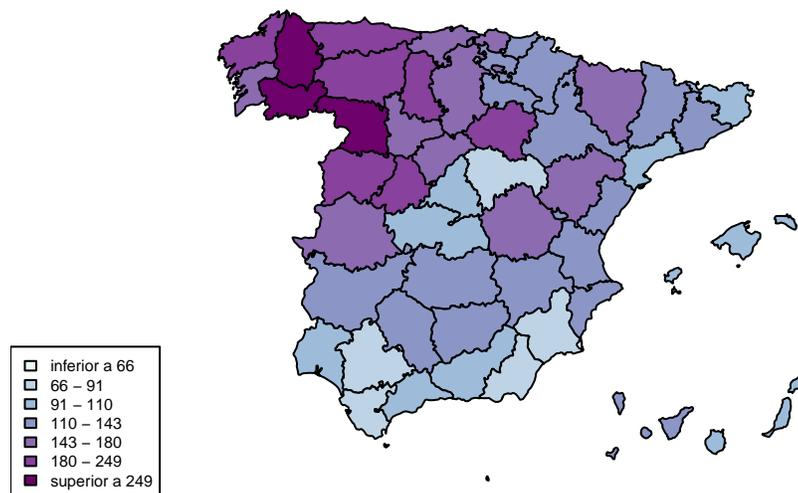 inferior a 66
66 – 91
91 – 110
110 – 143
143 – 180
180 – 249
superior a 249